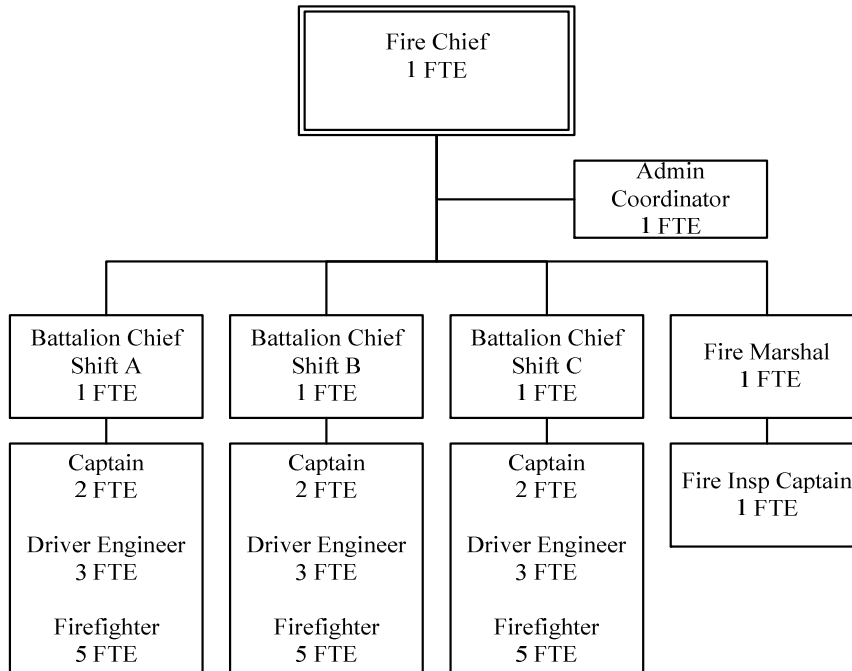 Fire Chief
1 FTE
Admin
Coordinator
1 FTE
Battalion Chief
Shift A
1 FTE
Battalion Chief
Shift B
1 FTE
Battalion Chief
Shift C
1 FTE
Fire Marshal
1 FTE
Captain
2 FTE
Driver Engineer
3 FTE
Firefighter
5 FTE
Captain
2 FTE
Driver Engineer
3 FTE
Firefighter
5 FTE
Captain
2 FTE
Driver Engineer
3 FTE
Firefighter
5 FTE
Fire Insp Captain
1 FTE